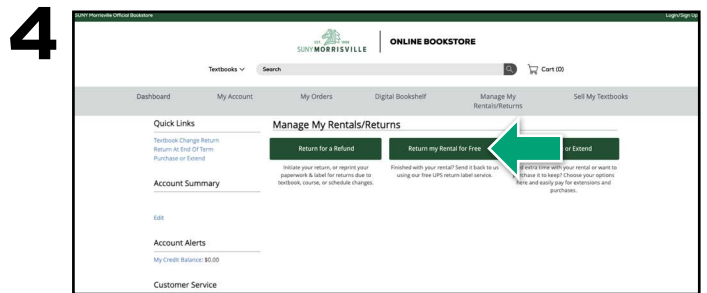 4
SUNY Morrisville Official Bookstore
Login/Sign Up
SUNY MORRISVILLE
ONLINE BOOKSTORE
Textbooks
Search
Cart (0)
Dashboard
My Account
My Orders
Digital Bookshelf
Manage My
Rentals/Returns
Sell My Textbooks
Quick Links
Textbook Change Return
Return At End Of Term
Purchase or Extend
Account Summary
Edit
Account Alerts
My Credit Balance: $0.00
Customer Service
Manage My Rentals/Returns
Return for a Refund
Initiate your return, or reprint your
paperwork & label for returns due to
textbook, course, or schedule changes.
Return my Rental for Free
Finished with your rental? Send it back to us
using our free UPS return label service.
or Extend
extra time with your rental or want to
purchase it to keep? Choose your options
here and easily pay for extensions and
purchases.